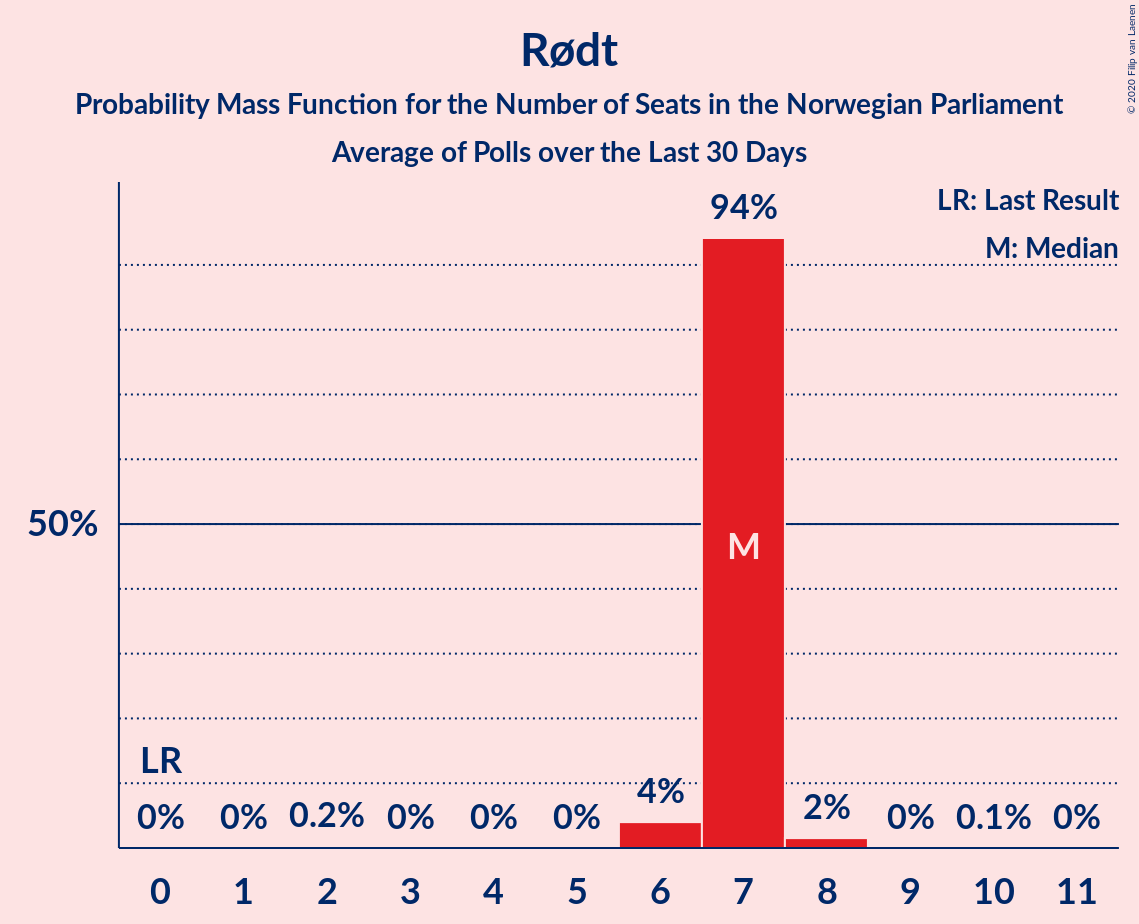 Rødt
Probability Mass Function for the Number of Seats in the Norwegian Parliament
Average of Polls over the Last 30 Days
© 2020 Filip van Laenen
LR: Last Result
M: Median
94%
50%
M
LR
0% 0% 0.2% 0% 0% 0% 4% 2% 0% 0.1% 0%
0 1 2 3 4 5 6 7 8 9 10 11